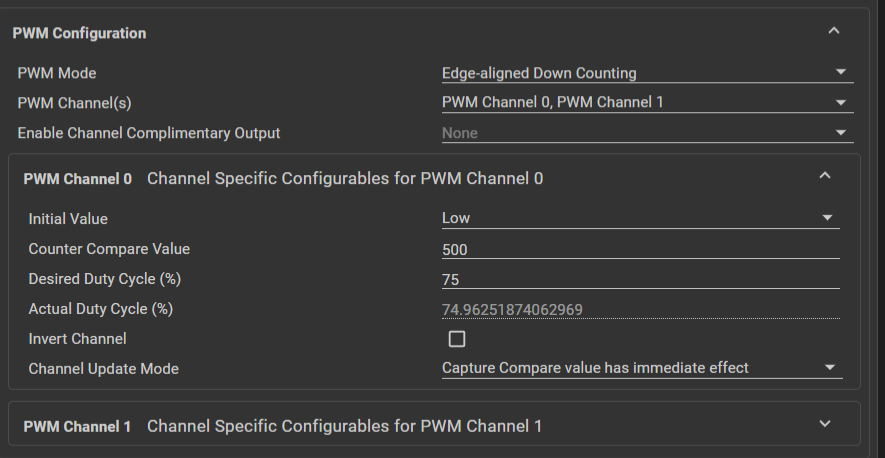 PWM Configuration
PWM Mode Edge-aligned Down Counting
PWM Channel(s) PWM Channel 0, PWM Channel 1
Enable Channel Complimentary Output None
PWM Channel 0 Channel Specific Configurables for PWM Channel 0
Initial Value Low
Counter Compare Value 500
Desired Duty Cycle (%) 75
Actual Duty Cycle (%) 74.96251874062969
Invert Channel
Channel Update Mode Capture Compare value has immediate effect
PWM Channel 1 Channel Specific Configurables for PWM Channel 1